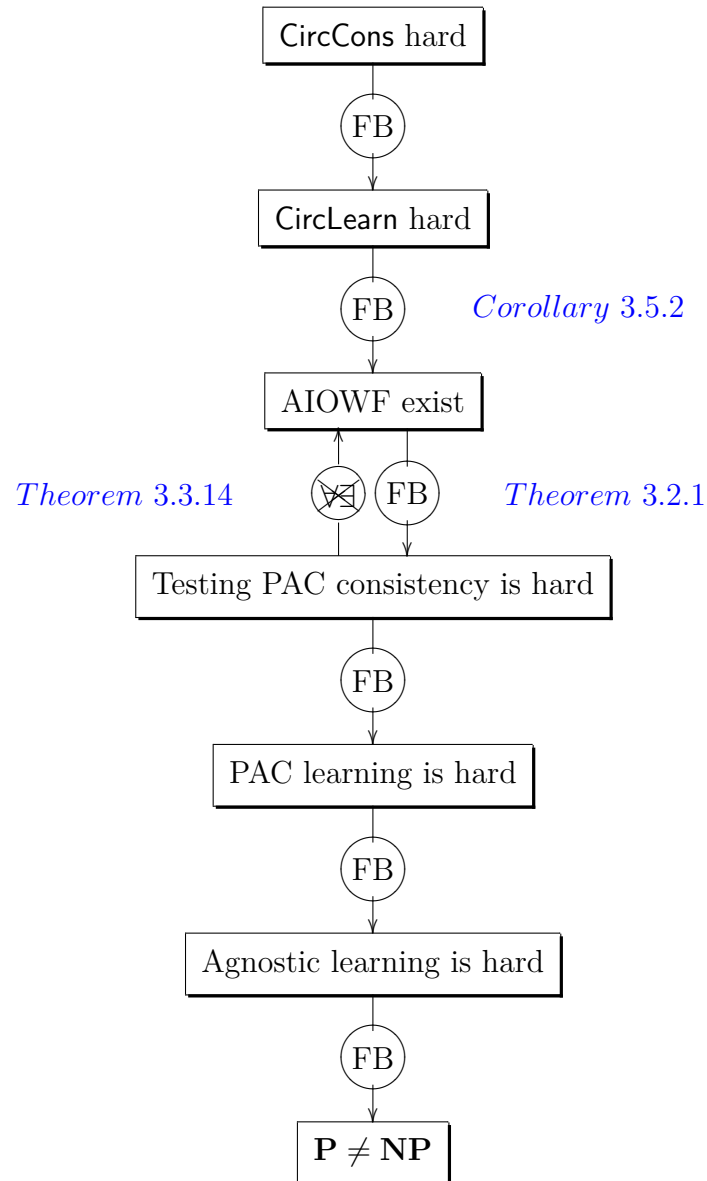 CircCons hard
FB
CircLearn hard
FB
Corollary 3.5.2
AIOWF exist
Theorem 3.3.14
∀∃
FB
Theorem 3.2.1
Testing PAC consistency is hard
FB
PAC learning is hard
FB
Agnostic learning is hard
FB
P ≠ NP